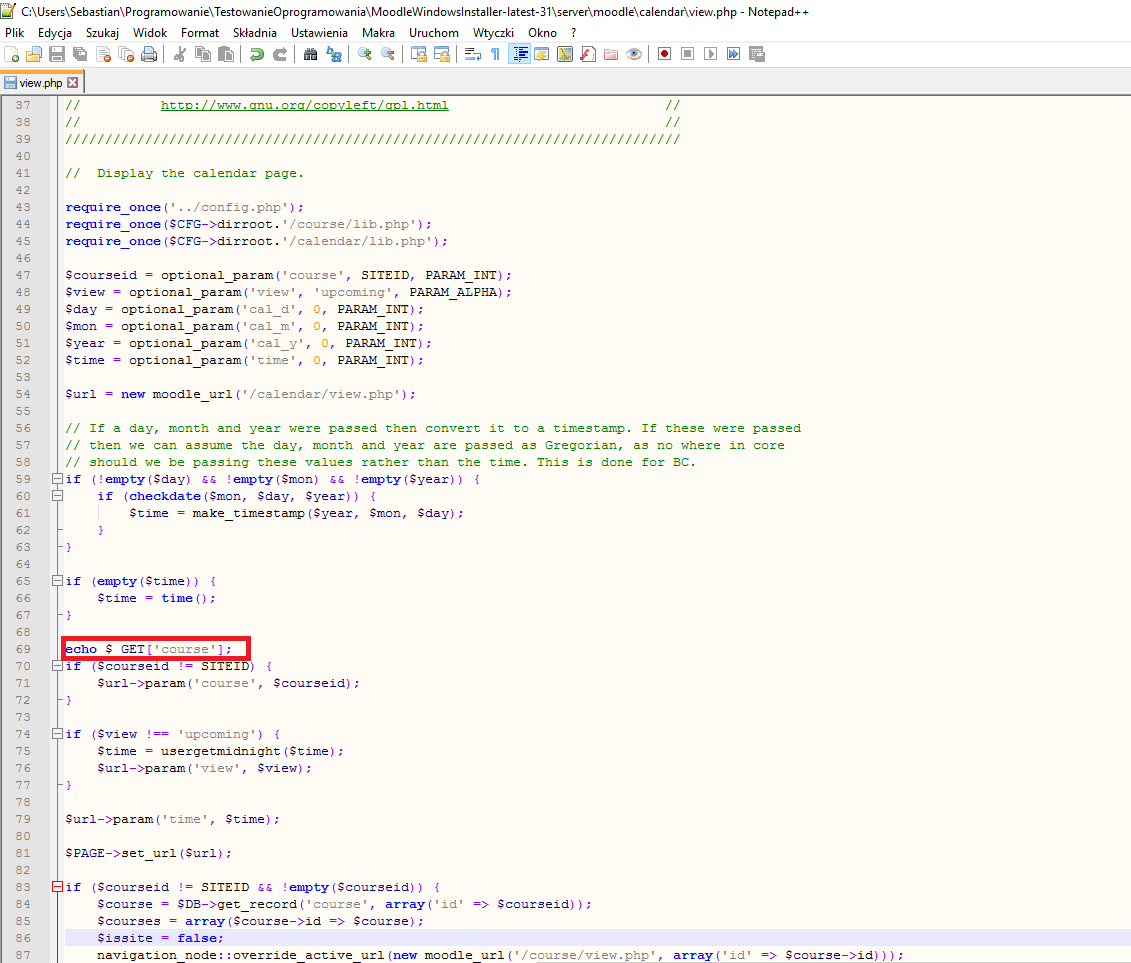 C:\Users\Sebastian\Programowanie\TestowanieOprogramowania\MoodleWindowsInstaller-latest-31\server\moodle\calendar\view.php - Notepad++
Plik Edycja Szukaj Widok Format Składnia Ustawienia Makra Uruchom Wtyczki Okno ?
view.php
37 // http://www.gnu.org/copyleft/gpl.html //
38 // //
39 ///////////////////////////////////////////////////////////////////////////
40
41 // Display the calendar page.
42
43 require_once('../config.php');
44 require_once($CFG->dirroot.'/course/lib.php');
45 require_once($CFG->dirroot.'/calendar/lib.php');
46
47 $courseid = optional_param('course', SITEID, PARAM_INT);
48 $view = optional_param('view', 'upcoming', PARAM_ALPHA);
49 $day = optional_param('cal_d', 0, PARAM_INT);
50 $mon = optional_param('cal_m', 0, PARAM_INT);
51 $year = optional_param('cal_y', 0, PARAM_INT);
52 $time = optional_param('time', 0, PARAM_INT);
53
54 $url = new moodle_url('/calendar/view.php');
55
56 // If a day, month and year were passed then convert it to a timestamp. If these were passed
57 // then we can assume the day, month and year are passed as Gregorian, as no where in core
58 // should we be passing these values rather than the time. This is done for BC.
59 if (!empty($day) && !empty($mon) && !empty($year)) {
60 if (checkdate($mon, $day, $year)) {
61 $time = make_timestamp($year, $mon, $day);
62 }
63 }
64
65 if (empty($time)) {
66 $time = time();
67 }
68
69 echo $_GET['course'];
70 if ($courseid != SITEID) {
71 $url->param('course', $courseid);
72 }
73
74 if ($view !== 'upcoming') {
75 $time = usergetmidnight($time);
76 $url->param('view', $view);
77 }
78
79 $url->param('time', $time);
80
81 $PAGE->set_url($url);
82
83 if ($courseid != SITEID && !empty($courseid)) {
84 $course = $DB->get_record('course', array('id' => $courseid));
85 $courses = array($course->id => $course);
86 $issite = false;
87 navigation_node::override_active_url(new moodle_url('/course/view.php', array('id' => $course->id)));